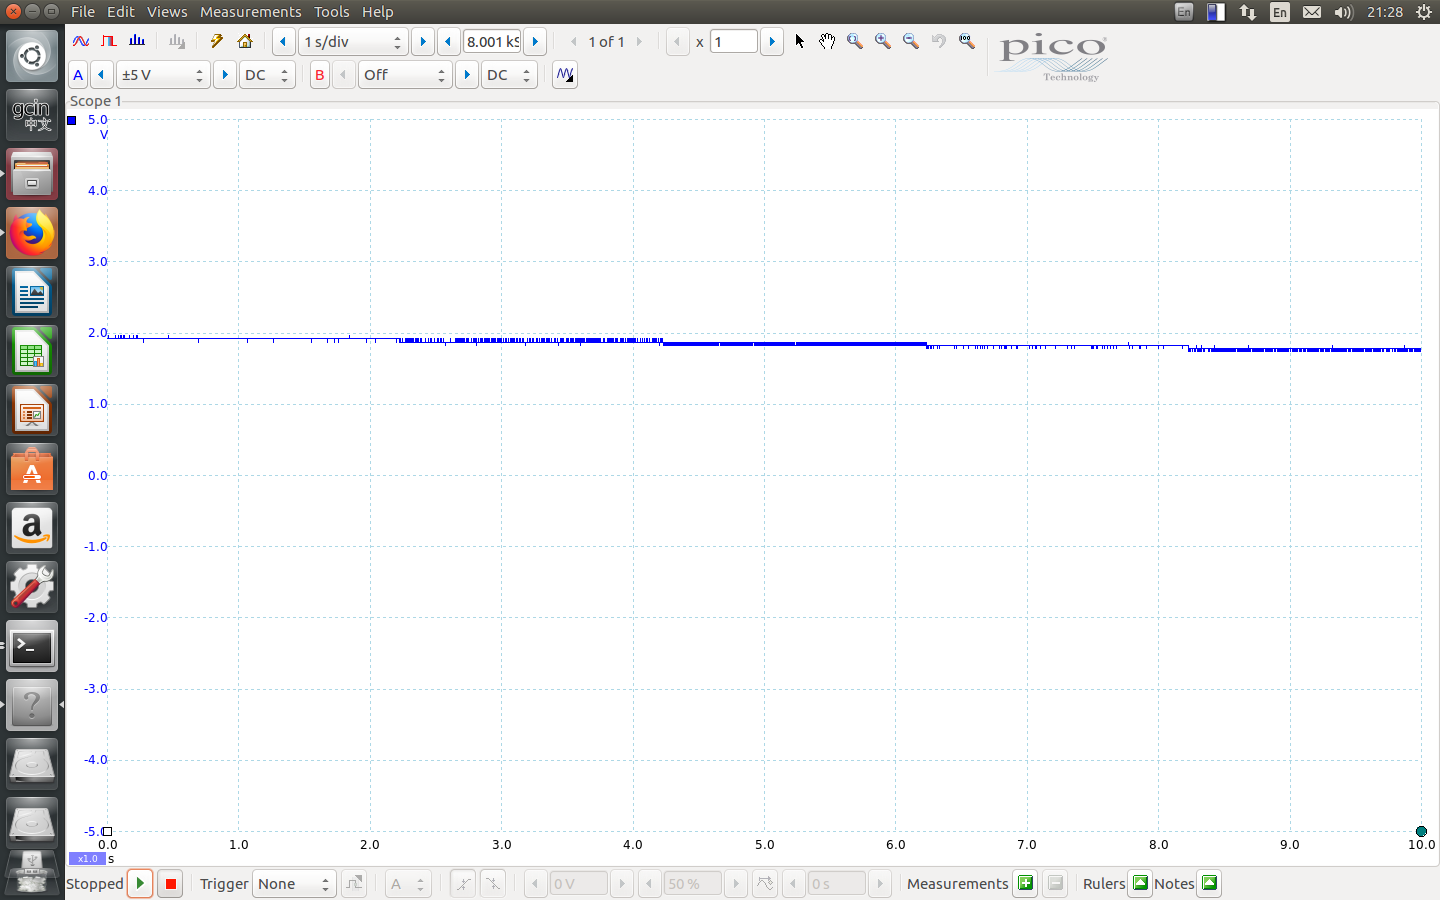 File Edit Views Measurements Tools Help
En
En
21:28
1 s/div
8.001 kS
1 of 1
x 1
pico
Technology
A ±5 V DC B Off DC
Scope 1
gcin
中文
5.0
V
4.0
3.0
2.0
1.0
0.0
-1.0
-2.0
-3.0
-4.0
-5.0
0.0 1.0 2.0 3.0 4.0 5.0 6.0 7.0 8.0 9.0 10.0
x1.0 s
Stopped Trigger None A 0 V 50 % 0 s Measurements Rulers Notes